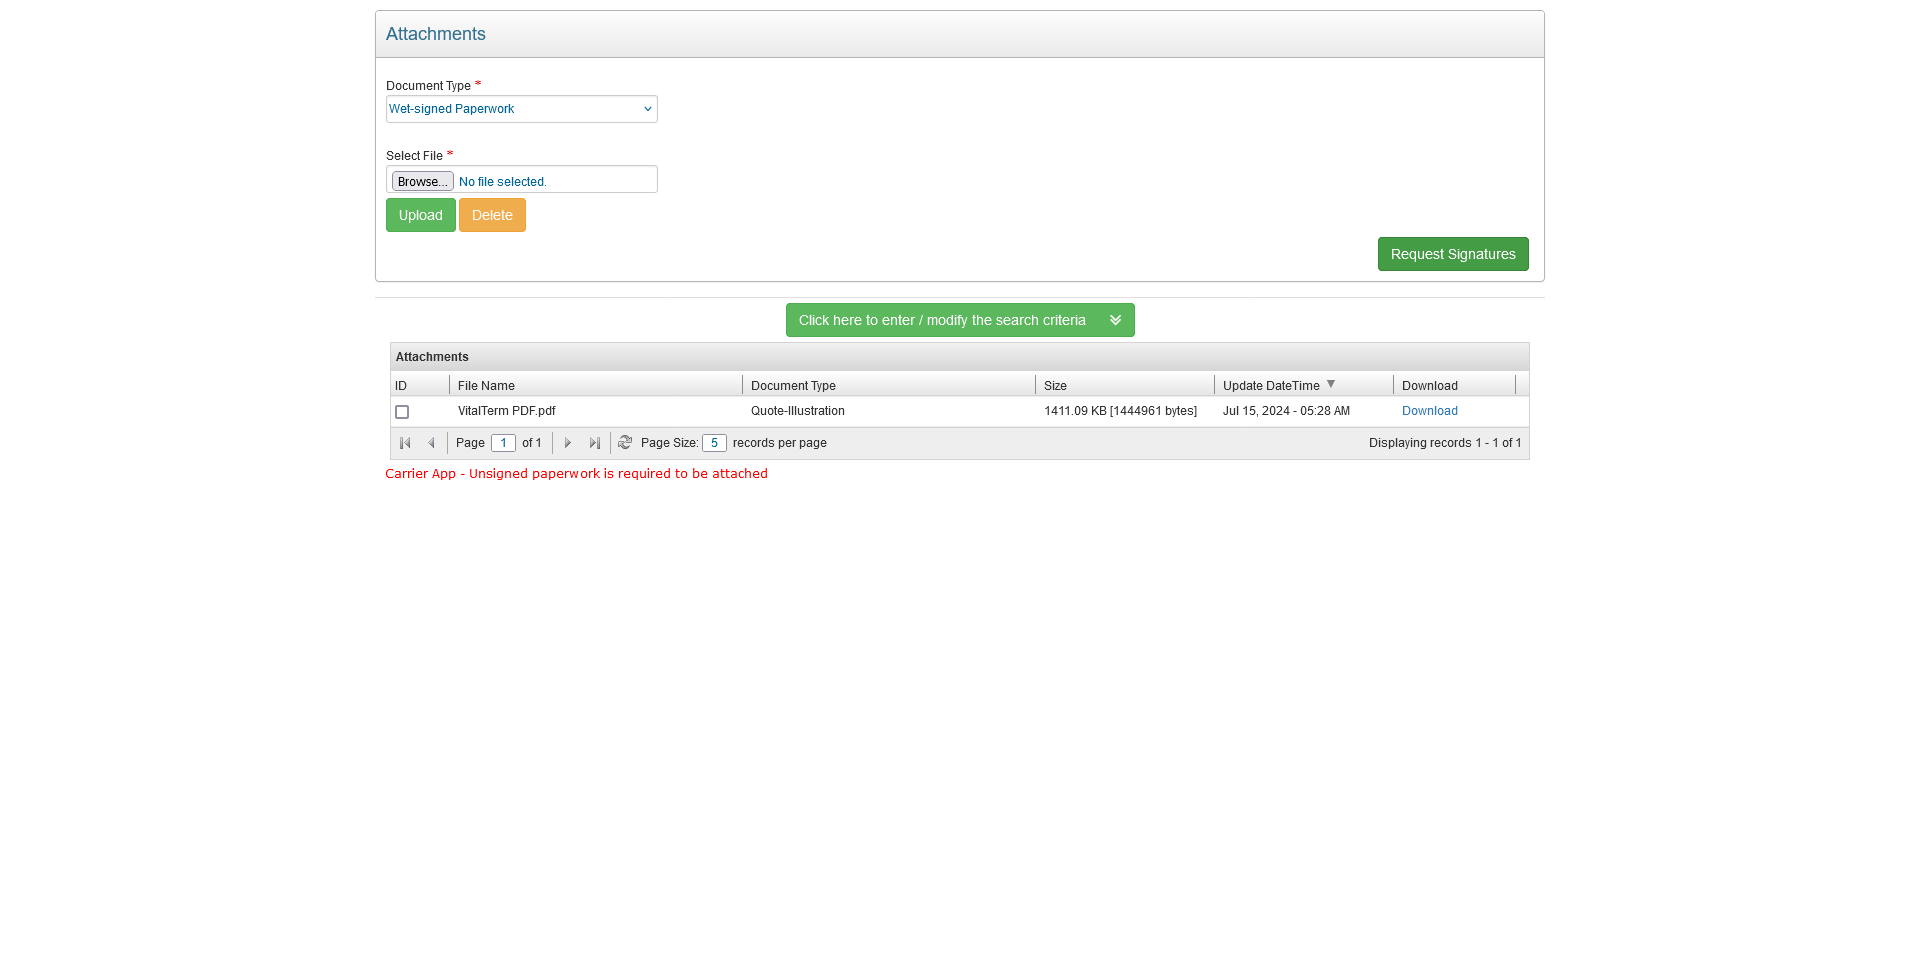 Attachments
Document Type *
Wet-signed Paperwork
Select File *
Browse... No file selected.
Upload Delete
Request Signatures
Click here to enter / modify the search criteria
Attachments
ID File Name Document Type Size Update DateTime Download
VitalTerm PDF.pdf Quote-Illustration 1411.09 KB [1444961 bytes] Jul 15, 2024 - 05:28 AM Download
Page 1 of 1 Page Size: 5 records per page Displaying records 1 - 1 of 1
Carrier App - Unsigned paperwork is required to be attached